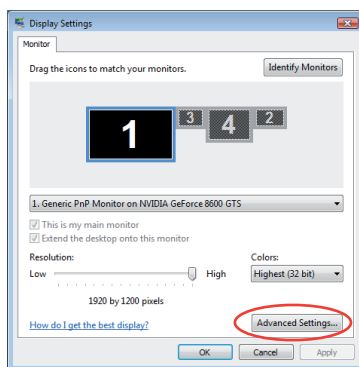 Display Settings
Monitor
Drag the icons to match your monitors.
Identify Monitors
1 3 4 2
1. Generic PnP Monitor on NVIDIA GeForce 8600 GTS
This is my main monitor
Extend the desktop onto this monitor
Resolution: Colors:
Low High Highest (32 bit)
1920 by 1200 pixels
How do I get the best display? Advanced Settings...
OK Cancel Apply